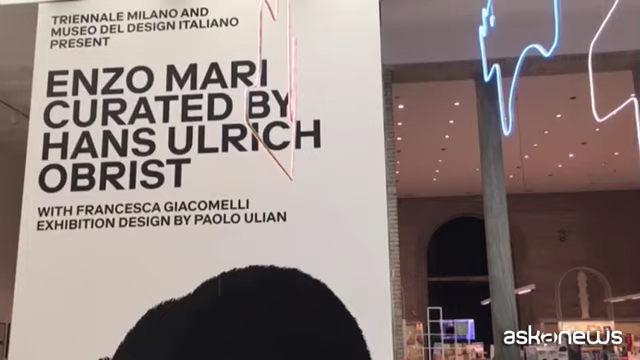 TRIENNALE MILANO AND
MUSEO DEL DESIGN ITALIANO
PRESENT
ENZO MARI
CURATED BY
HANS ULRICH
OBRIST
WITH FRANCESCA GIACOMELLI
EXHIBITION DESIGN BY PAOLO ULIAN
askanews